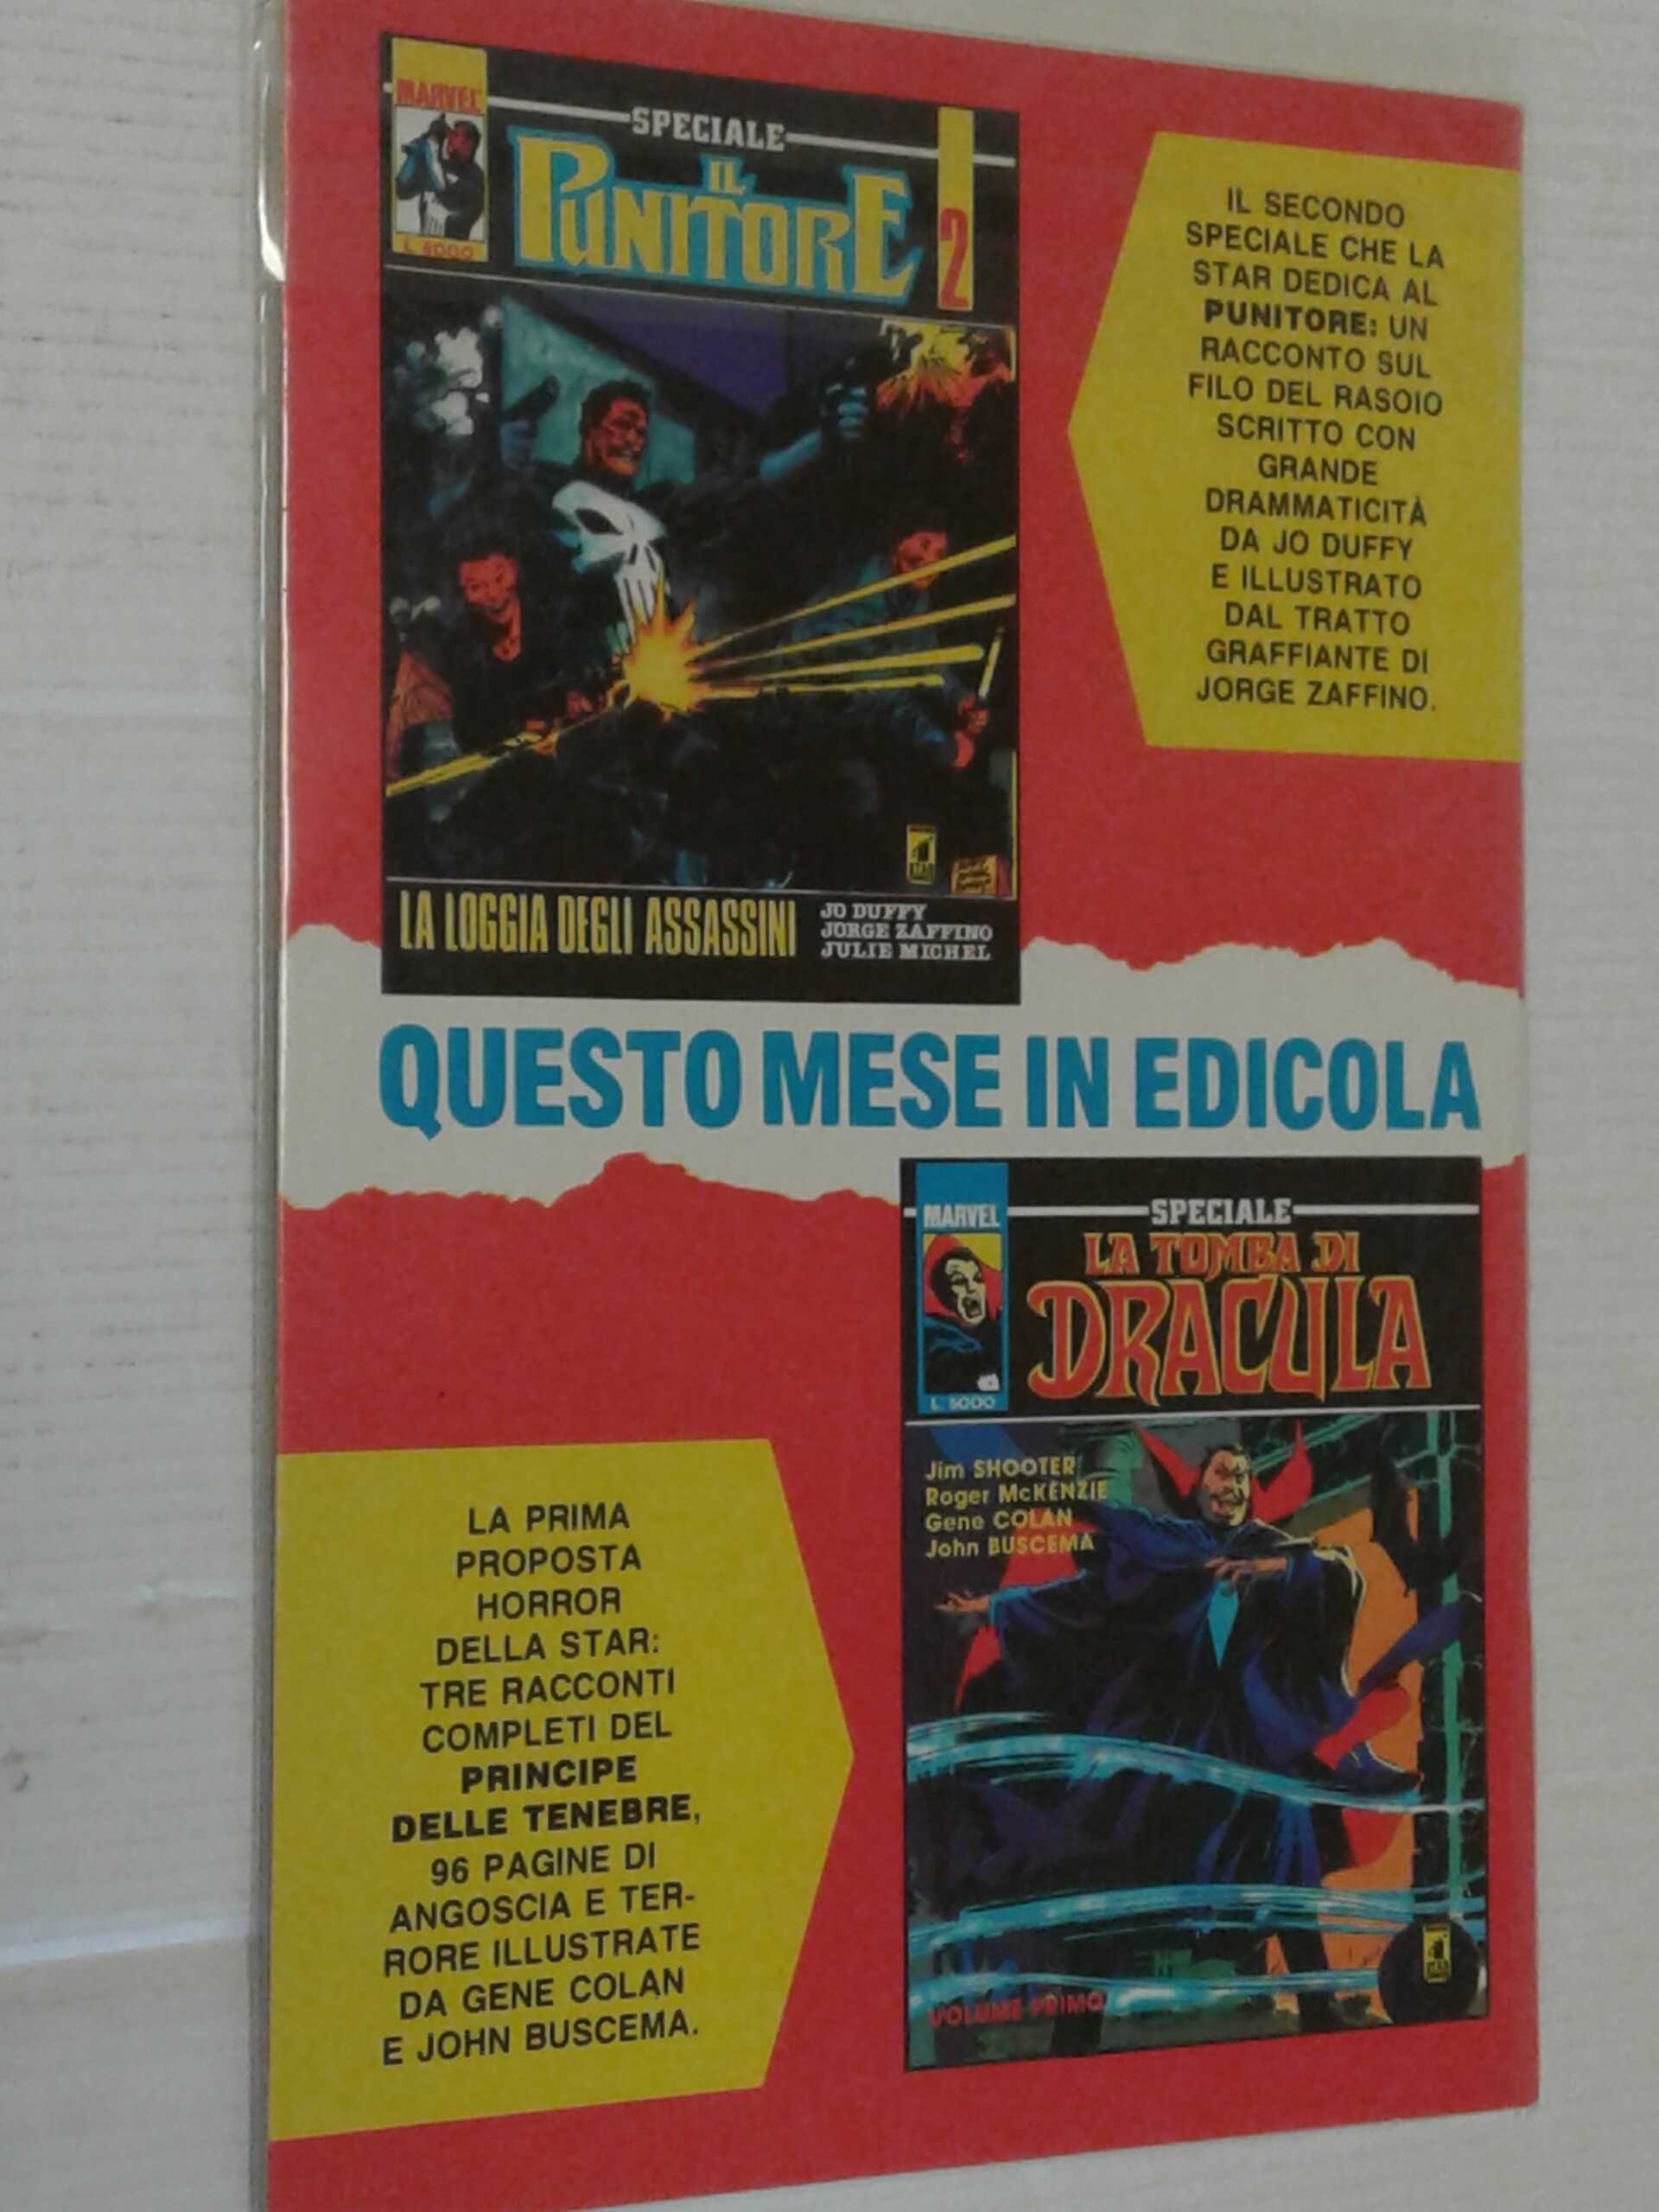 MARVEL
L. 5000
SPECIALE
IL
PUNITORE
2
STAR
LA LOGGIA DEGLI ASSASSINI
JO DUFFY
JORGE ZAFFINO
JULIE MICHEL
IL SECONDO
SPECIALE CHE LA
STAR DEDICA AL
PUNITORE: UN
RACCONTO SUL
FILO DEL RASOIO
SCRITTO CON
GRANDE
DRAMMATICITÀ
DA JO DUFFY
E ILLUSTRATO
DAL TRATTO
GRAFFIANTE DI
JORGE ZAFFINO.
QUESTO MESE IN EDICOLA
LA PRIMA
PROPOSTA
HORROR
DELLA STAR:
TRE RACCONTI
COMPLETI DEL
PRINCIPE
DELLE TENEBRE,
96 PAGINE DI
ANGOSCIA E TER-
RORE ILLUSTRATE
DA GENE COLAN
E JOHN BUSCEMA.
MARVEL
L. 5000
SPECIALE
LA TOMBA DI
DRACULA
Jim SHOOTER
Roger McKENZIE
Gene COLAN
John BUSCEMA
STAR
VOLUME PRIMO